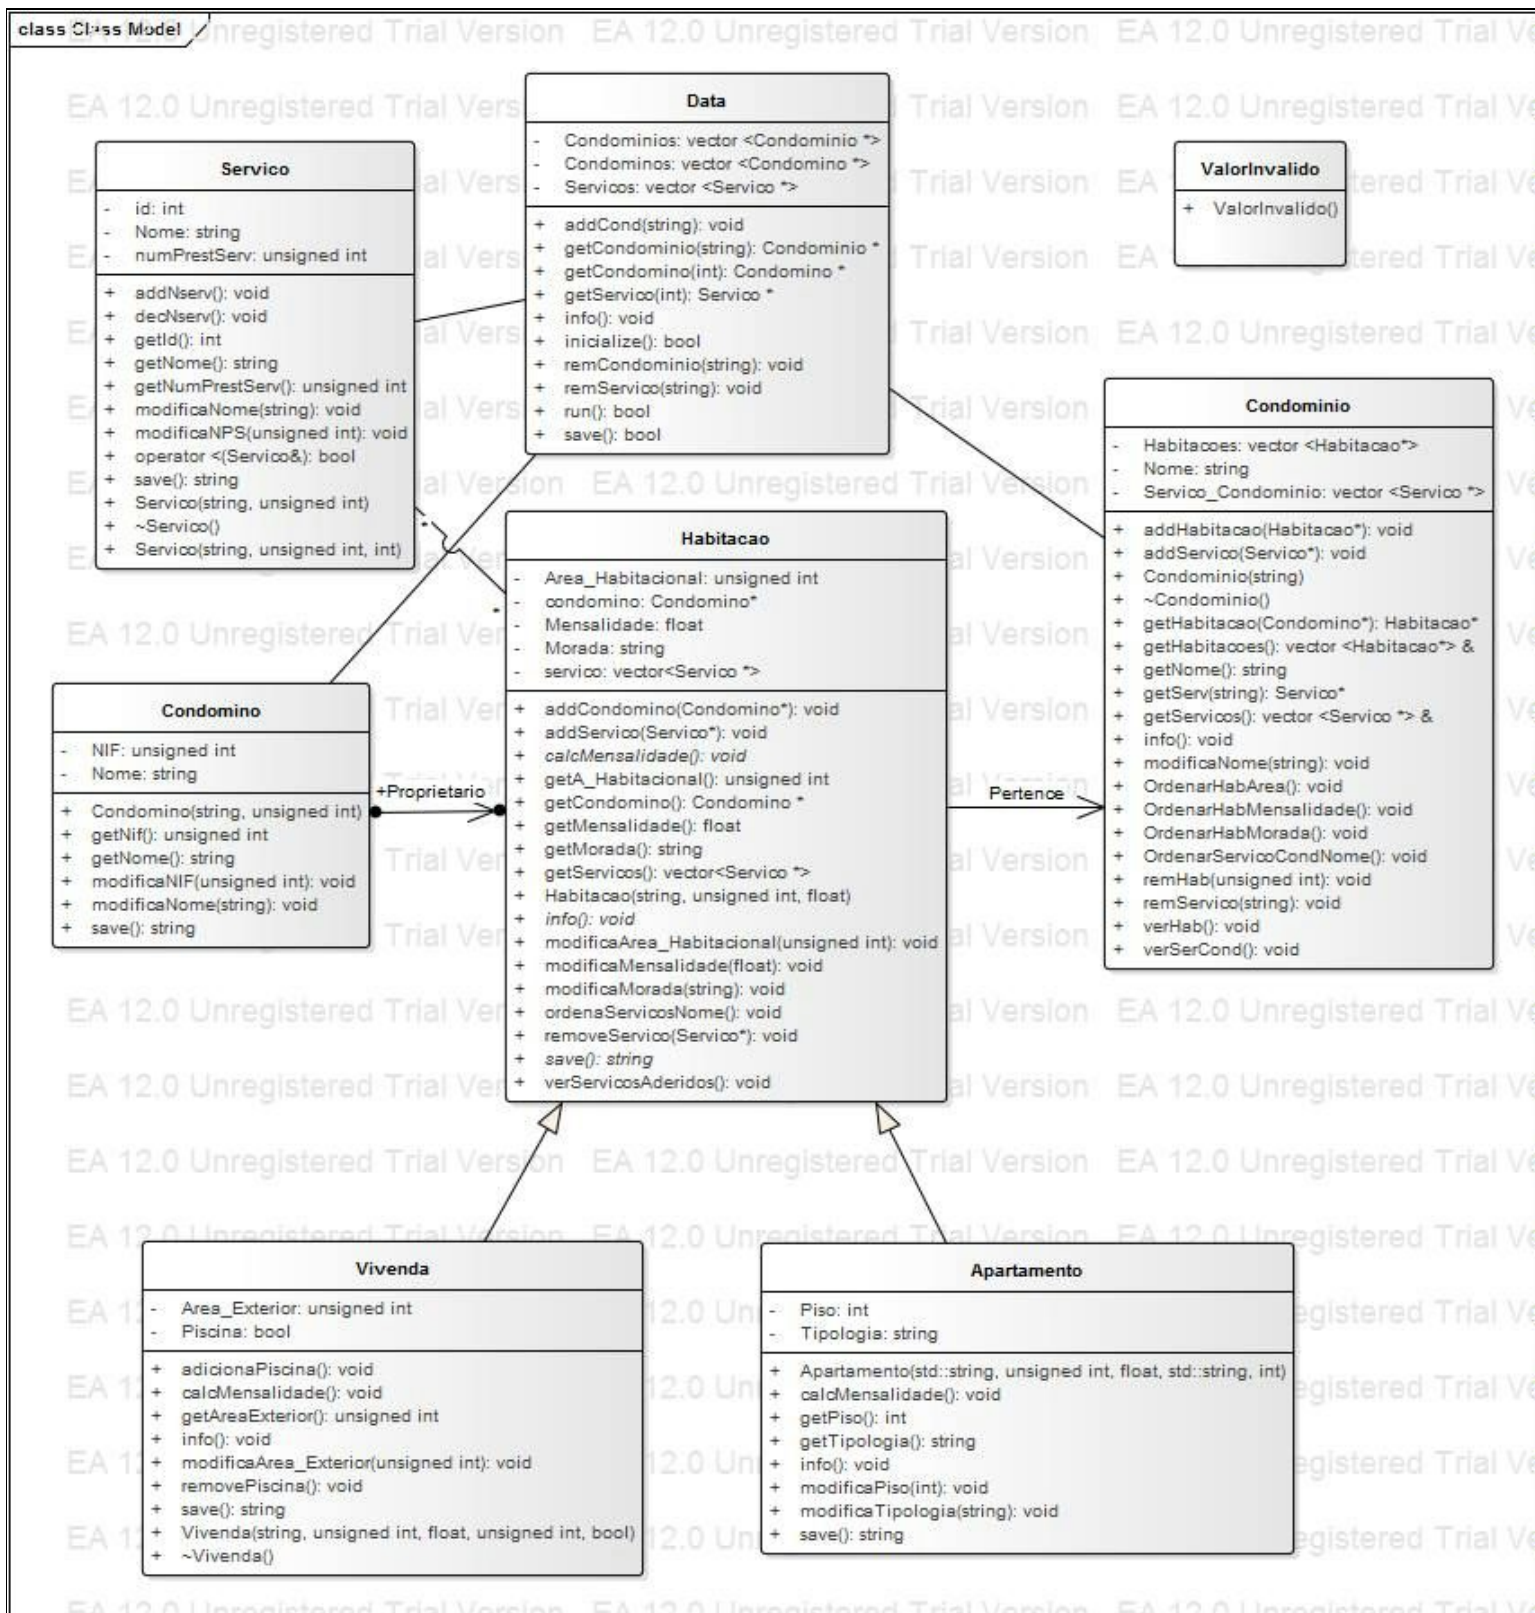 class Class Model
Data
- Condominios: vector <Condominio *>
- Condominos: vector <Condomino *>
- Servicos: vector <Servico *>
+ addCond(string): void
+ getCondominio(string): Condominio *
+ getCondomino(int): Condomino *
+ getServico(int): Servico *
+ info(): void
+ inicialize(): bool
+ remCondominio(string): void
+ remServico(string): void
+ run(): bool
+ save(): bool
Servico
- id: int
- Nome: string
- numPrestServ: unsigned int
+ addNserv(): void
+ decNserv(): void
+ getId(): int
+ getNome(): string
+ getNumPrestServ(): unsigned int
+ modificaNome(string): void
+ modificaNPS(unsigned int): void
+ operator <(Servico&): bool
+ save(): string
+ Servico(string, unsigned int)
+ ~Servico()
+ Servico(string, unsigned int, int)
ValorInvalido
+ ValorInvalido()
Condominio
- Habitacoes: vector <Habitacao*>
- Nome: string
- Servico_Condominio: vector <Servico *>
+ addHabitacao(Habitacao*): void
+ addServico(Servico*): void
+ Condominio(string)
+ ~Condominio()
+ getHabitacao(Condomino*): Habitacao*
+ getHabitacoes(): vector <Habitacao*> &
+ getNome(): string
+ getServ(string): Servico*
+ getServicos(): vector <Servico *> &
+ info(): void
+ modificaNome(string): void
+ OrdenarHabArea(): void
+ OrdenarHabMensalidade(): void
+ OrdenarHabMorada(): void
+ OrdenarServicoCondNome(): void
+ remHab(unsigned int): void
+ remServico(string): void
+ verHab(): void
+ verSerCond(): void
*
*
Habitacao
- Area_Habitacional: unsigned int
- condomino: Condomino*
- Mensalidade: float
- Morada: string
- servico: vector<Servico *>
+ addCondomino(Condomino*): void
+ addServico(Servico*): void
+ calcMensalidade(): void
+ getA_Habitacional(): unsigned int
+ getCondomino(): Condomino *
+ getMensalidade(): float
+ getMorada(): string
+ getServicos(): vector<Servico *>
+ Habitacao(string, unsigned int, float)
+ info(): void
+ modificaArea_Habitacional(unsigned int): void
+ modificaMensalidade(float): void
+ modificaMorada(string): void
+ ordenaServicosNome(): void
+ removeServico(Servico*): void
+ save(): string
+ verServicosAderidos(): void
Condomino
- NIF: unsigned int
- Nome: string
+ Condomino(string, unsigned int)
+ getNif(): unsigned int
+ getNome(): string
+ modificaNIF(unsigned int): void
+ modificaNome(string): void
+ save(): string
+Proprietario
Pertence
Vivenda
- Area_Exterior: unsigned int
- Piscina: bool
+ adicionaPiscina(): void
+ calcMensalidade(): void
+ getAreaExterior(): unsigned int
+ info(): void
+ modificaArea_Exterior(unsigned int): void
+ removePiscina(): void
+ save(): string
+ Vivenda(string, unsigned int, float, unsigned int, bool)
+ ~Vivenda()
Apartamento
- Piso: int
- Tipologia: string
+ Apartamento(std::string, unsigned int, float, std::string, int)
+ calcMensalidade(): void
+ getPiso(): int
+ getTipologia(): string
+ info(): void
+ modificaPiso(int): void
+ modificaTipologia(string): void
+ save(): string
EA 12.0 Unregistered Trial Version